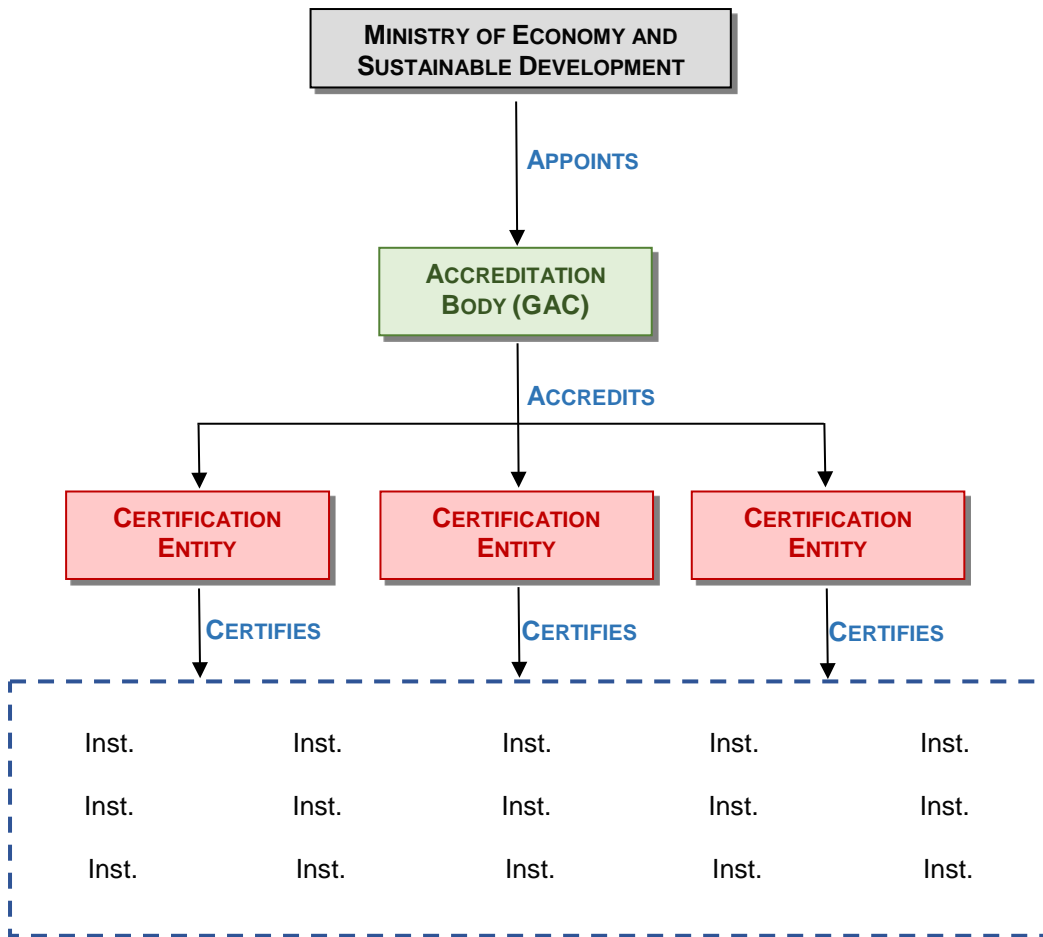 MINISTRY OF ECONOMY AND
SUSTAINABLE DEVELOPMENT
APPOINTS
ACCREDITATION
BODY (GAC)
ACCREDITS
CERTIFICATION
ENTITY
CERTIFICATION
ENTITY
CERTIFICATION
ENTITY
CERTIFIES
CERTIFIES
CERTIFIES
Inst. Inst. Inst. Inst. Inst.
Inst. Inst. Inst. Inst. Inst.
Inst. Inst. Inst. Inst. Inst.